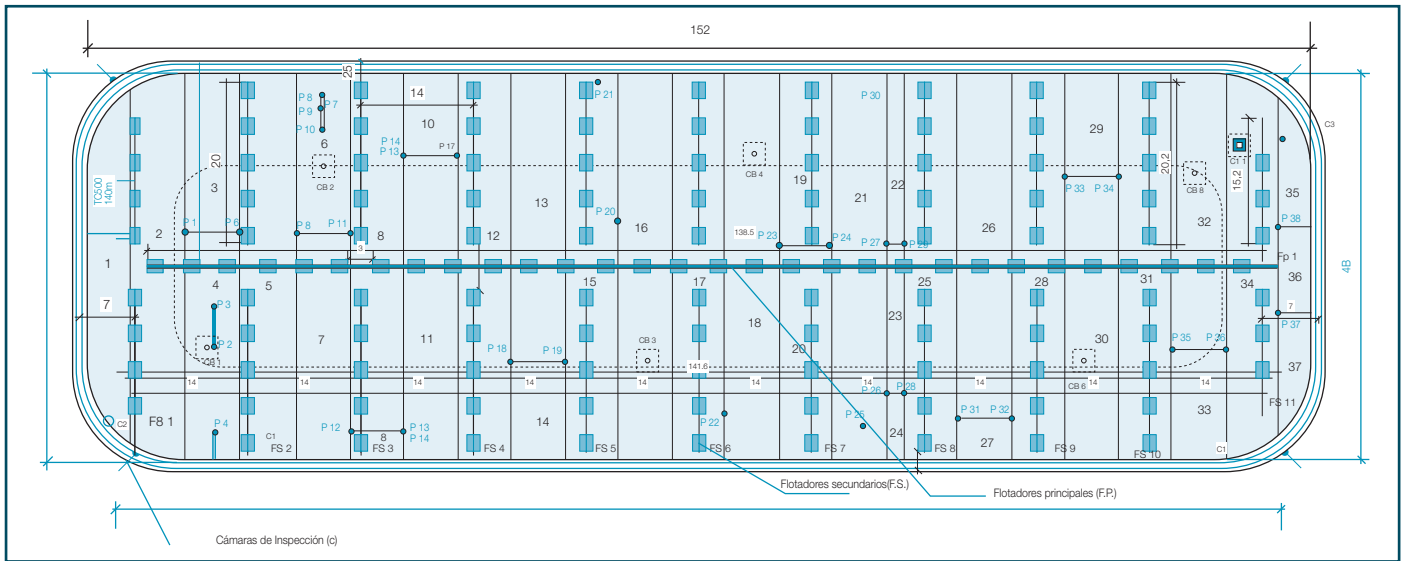 152
25
14
P 8
P 7
P 9
P 10
6
10
P 14
P 13
P 17
P 21
P 30
29
C3
20
3
CB 2
CB 4
19
21
22
20,2
C1 1
15,2
CB 8
P 33
P 34
35
TC500
140m
13
P 20
16
32
P 38
P 1
P 6
2
P 8
P 11
8
12
138.5
P 23
P 24
P 27
P 29
26
3
1
Fp 1
4B
4
5
15
17
25
28
31
34
36
7
P 3
7
P 2
CB 1
7
11
P 18
P 19
CB 3
18
20
23
30
CB 6
P 35
P 36
P 37
141.6
37
14
14
14
14
14
14
14
14
14
14
P 26
P 28
F8 1
C2
P 4
C1
P 12
8
P 13
P 14
14
P 22
P 25
24
P 31
P 32
27
33
FS 11
FS 2
FS 3
FS 4
FS 5
FS 6
FS 7
FS 8
FS 9
FS 10
C1
Flotadores secundarios(F.S.)
Flotadores principales (F.P.)
Cámaras de Inspección (c)